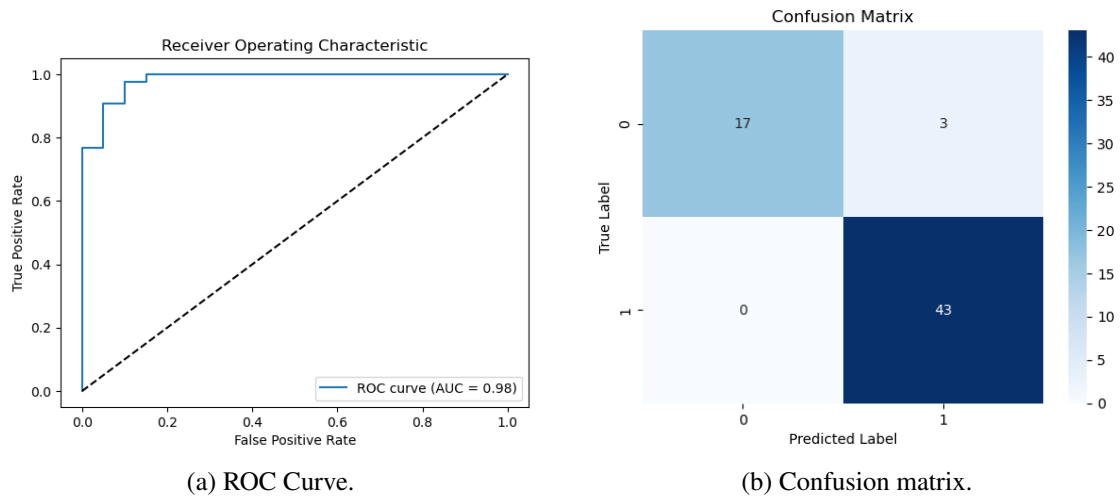 Receiver Operating Characteristic
True Positive Rate
1.0
0.8
0.6
0.4
0.2
0.0
ROC curve (AUC = 0.98)
0.0 0.2 0.4 0.6 0.8 1.0
False Positive Rate
(a) ROC Curve.
Confusion Matrix
True Label
0
1
17 3
0 43
0 1
Predicted Label
40
35
30
25
20
15
10
5
0
(b) Confusion matrix.